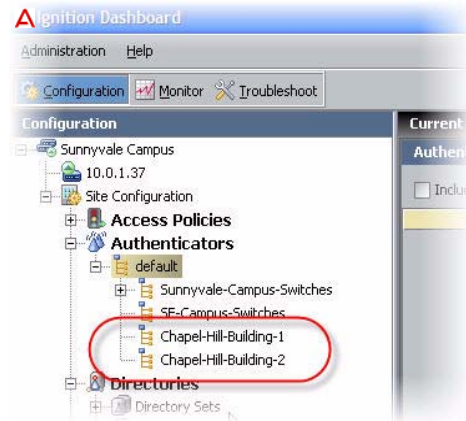 A
Ignition Dashboard
Administration Help
Configuration Monitor Troubleshoot
Configuration
Current
Sunnyvale Campus
Authen
10.0.1.37
Inclu
Site Configuration
Access Policies
Authenticators
default
Sunnyvale-Campus-Switches
SF-Campus-Switches
Chapel-Hill-Building-1
Chapel-Hill-Building-2
Directories
Directory Sets